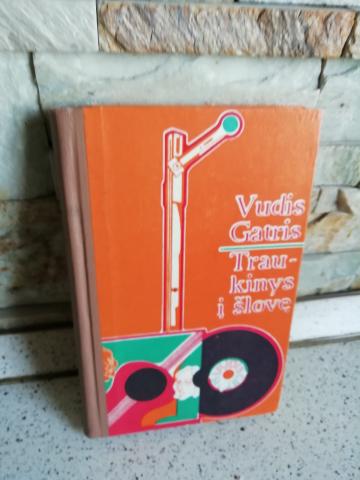 Vudis
Gatris
Trau-
kinys
į šlovę